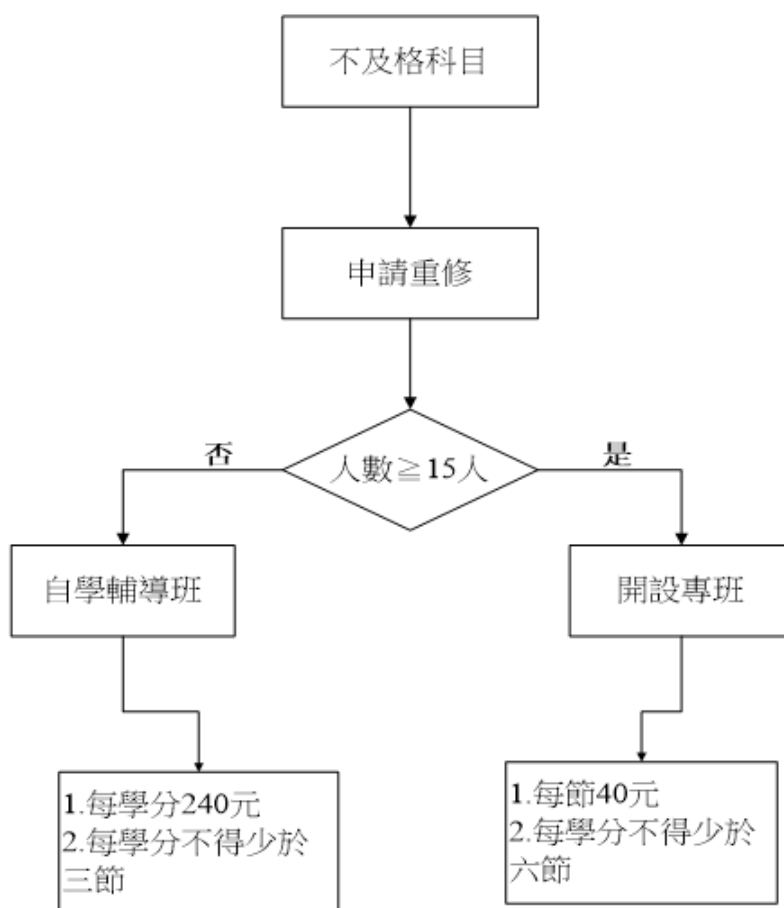 不及格科目
申請重修
人數≧15人
否
是
自學輔導班
開設專班
1.每學分240元
2.每學分不得少於
三節
1.每節40元
2.每學分不得少於
六節